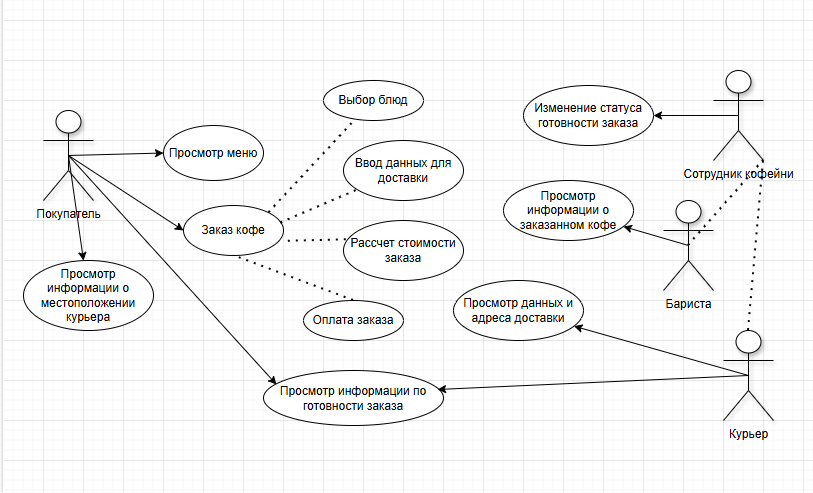 Выбор блюд
Изменение статуса
готовности заказа
Просмотр меню
Ввод данных для
доставки
Сотрудник кофейни
Покупатель
Просмотр
информации о
заказанном кофе
Заказ кофе
Рассчет стоимости
заказа
Просмотр
информации о
местоположении
курьера
Бариста
Просмотр данных и
адреса доставки
Оплата заказа
Просмотр информации по
готовности заказа
Курьер